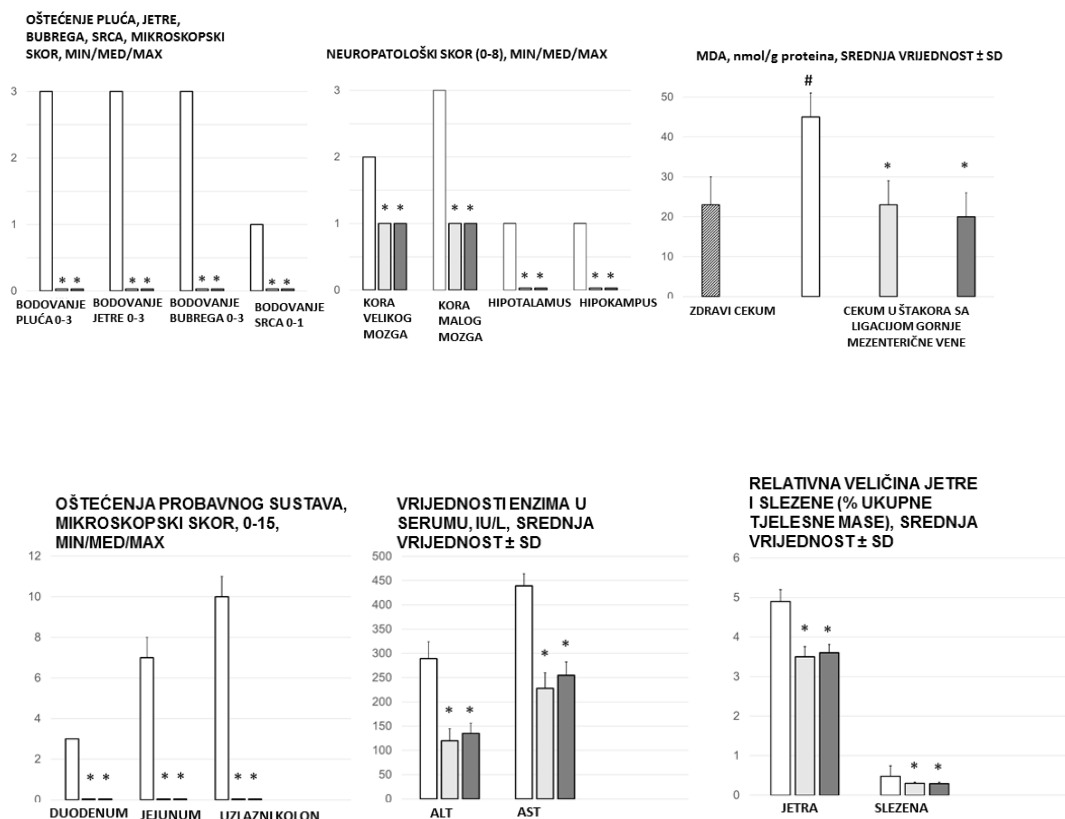 OŠTEĆENJE PLUĆA, JETRE,
BUBREGA, SRCA, MIKROSKOPSKI
SKOR, MIN/MED/MAX
3
2
1
0
* *
* *
* *
* *
BODOVANJE
PLUĆA 0-3
BODOVANJE
JETRE 0-3
BODOVANJE
BUBREGA 0-3
BODOVANJE
SRCA 0-1
NEUROPATOLOŠKI SKOR (0-8), MIN/MED/MAX
3
2
1
0
* *
* *
* *
* *
KORA
VELIKOG
MOZGA
KORA
MALOG
MOZGA
HIPOTALAMUS
HIPOKAMPUS
MDA, nmol/g proteina, SREDNJA VRIJEDNOST ± SD
50
40
30
20
10
0
#
*
*
ZDRAVI CEKUM
CEKUM U ŠTAKORA SA
LIGACIJOM GORNJE
MEZENTERIČNE VENE
OŠTEĆENJA PROBAVNOG SUSTAVA,
MIKROSKOPSKI SKOR, 0-15,
MIN/MED/MAX
12
10
8
6
4
2
0
* *
* *
* *
DUODENUM
JEJUNUM
UZLAZNI KOLON
VRIJEDNOSTI ENZIMA U
SERUMU, IU/L, SREDNJA
VRIJEDNOST ± SD
500
450
400
350
300
250
200
150
100
50
0
* *
* *
ALT
AST
RELATIVNA VELIČINA JETRE
I SLEZENE (% UKUPNE
TJELESNE MASE), SREDNJA
VRIJEDNOST ± SD
6
5
4
3
2
1
0
* *
* *
JETRA
SLEZENA